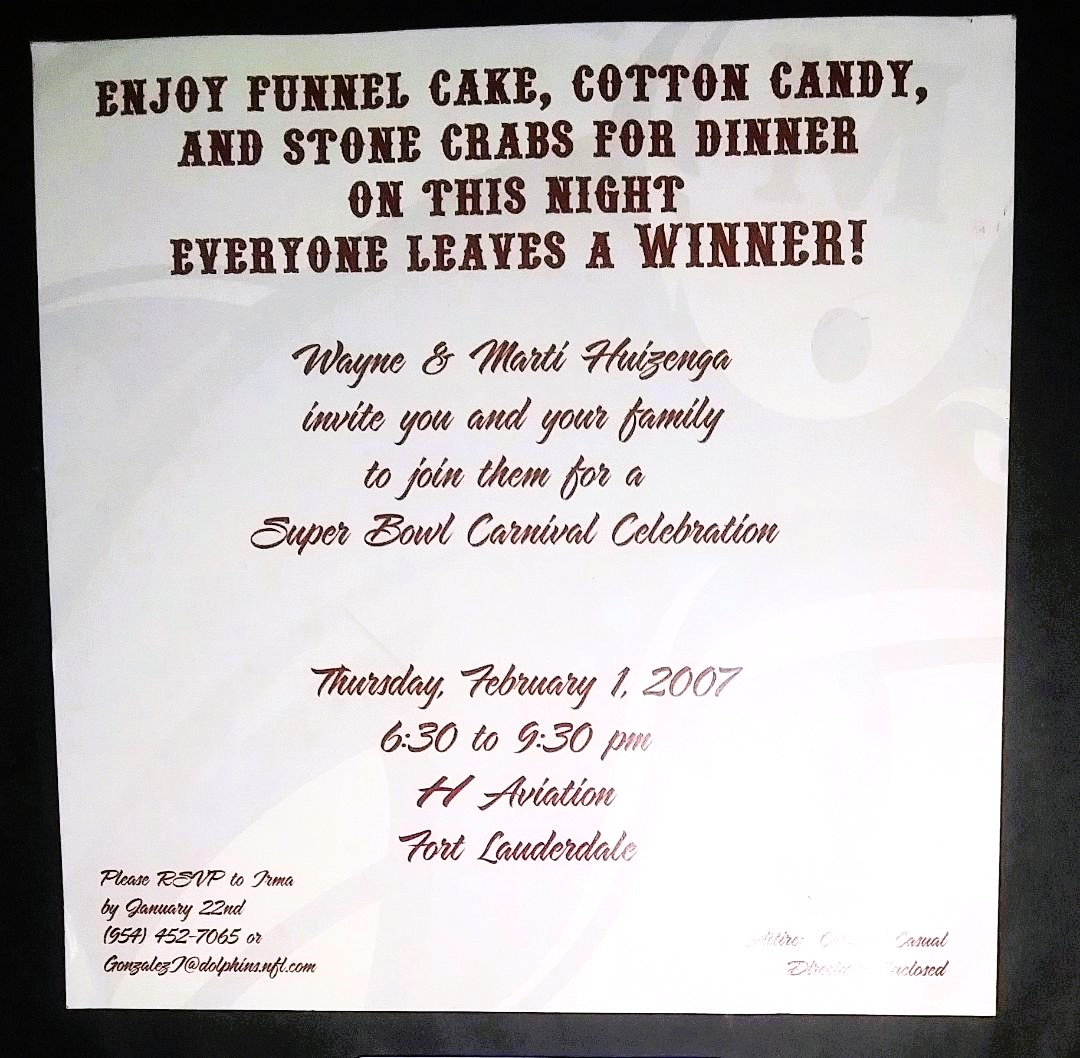 ENJOY FUNNEL CAKE, COTTON CANDY,
AND STONE CRABS FOR DINNER
ON THIS NIGHT
EVERYONE LEAVES A WINNER!
Wayne & Marti Huizenga
invite you and your family
to join them for a
Super Bowl Carnival Celebration
Thursday, February 1, 2007
6:30 to 9:30 pm
H Aviation
Fort Lauderdale
Please RSVP to Irma
by January 22nd
(954) 452-7065 or
GonzalezI@dolphins.nfl.com
Attire: Casual
Enclosed
M